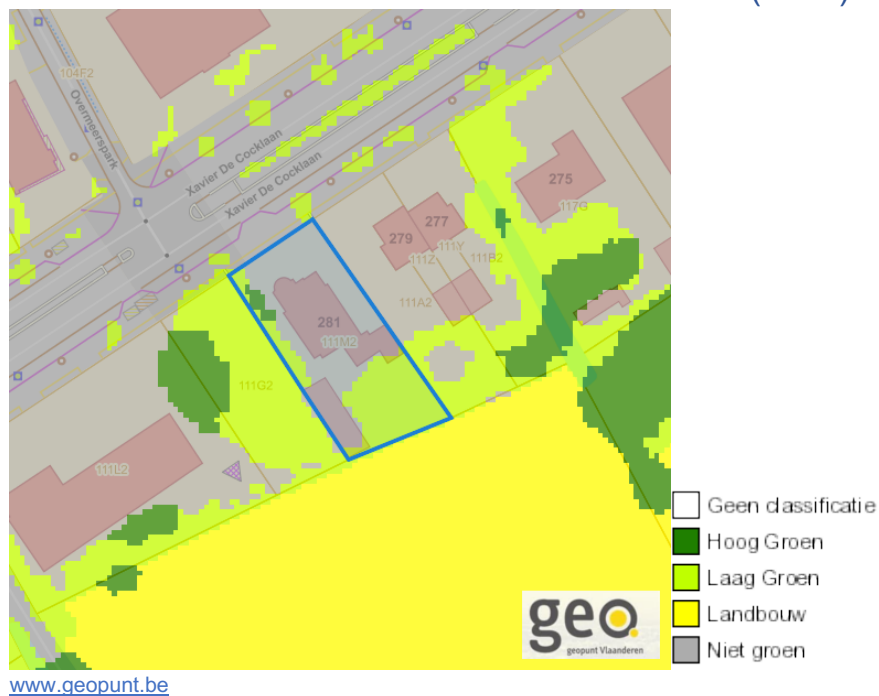 104F2
Overmeerspark
Xavier De Cocklaan
Xavier De Cocklaan
275
117G
277
279
111Y
111Z
111B2
111A2
281
111M2
111G2
111L2
geo.
geopunt Vlaanderen
Geen classificatie
Hoog Groen
Laag Groen
Landbouw
Niet groen
www.geopunt.be